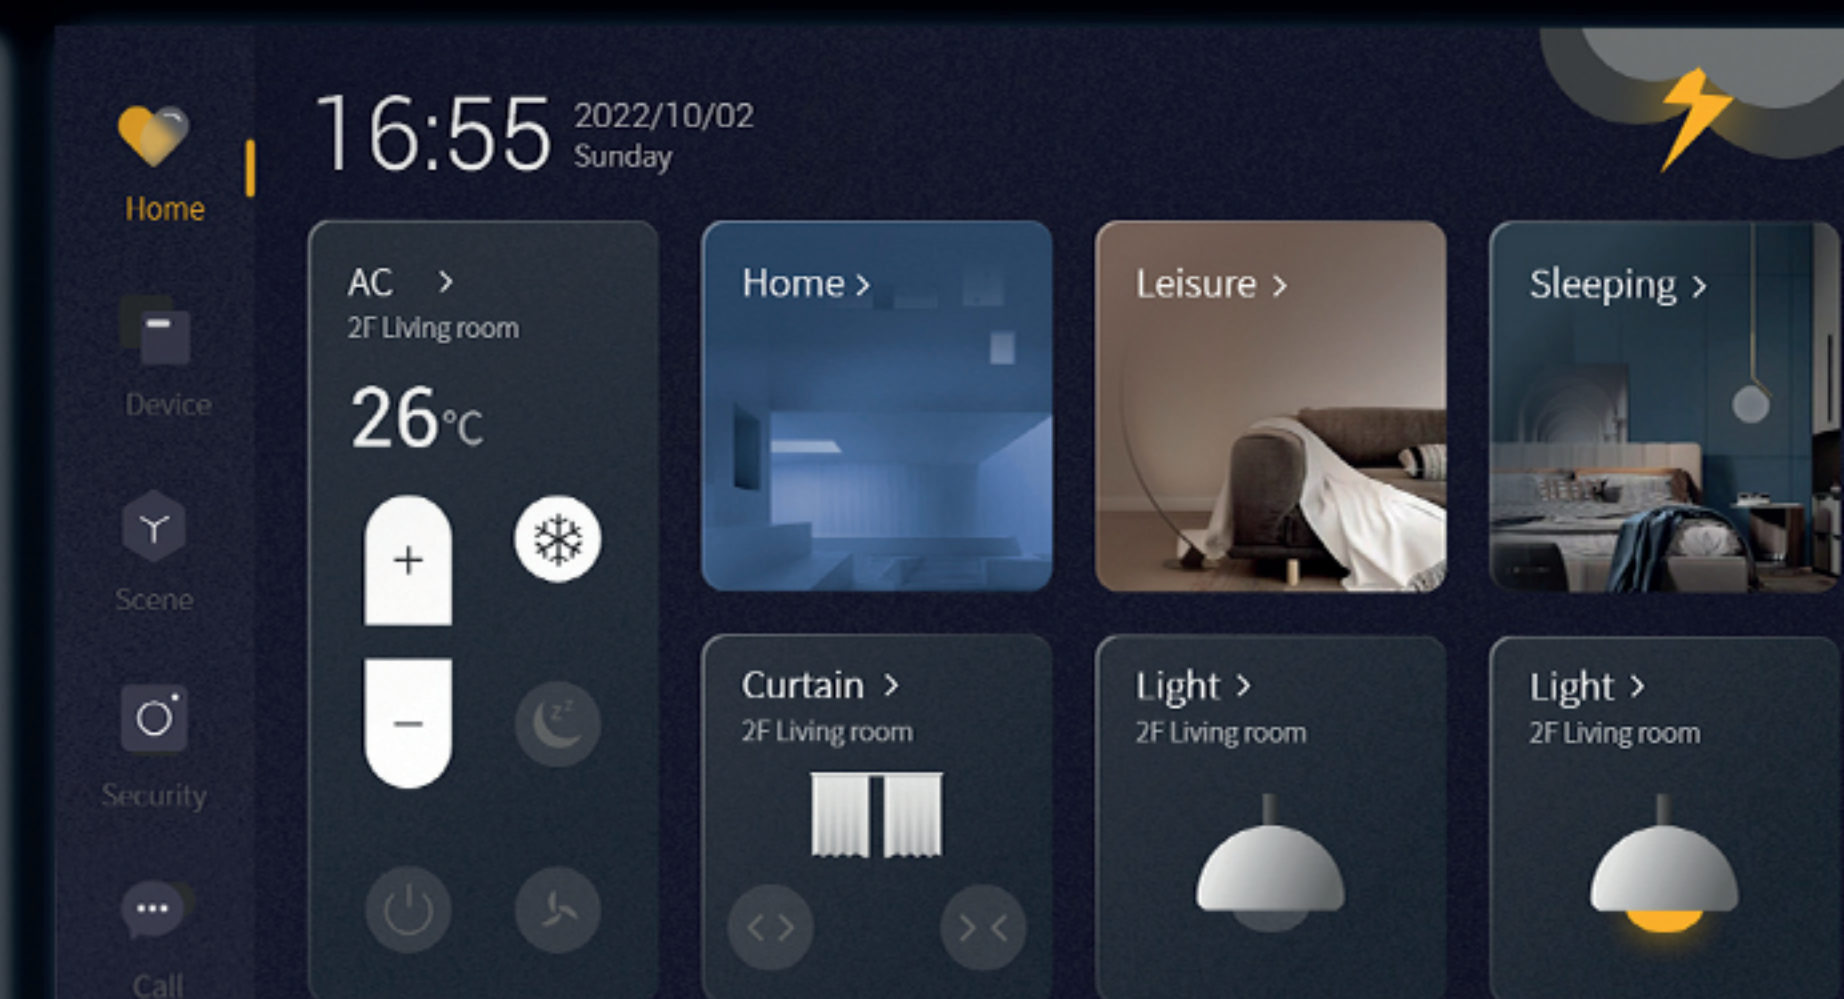 16:55
2022/10/02
Sunday
Home
Device
Scene
Security
Call
AC >
2F Living room
26°C
+
−
Home >
Leisure >
Sleeping >
Curtain >
2F Living room
< >
> <
Light >
2F Living room
Light >
2F Living room